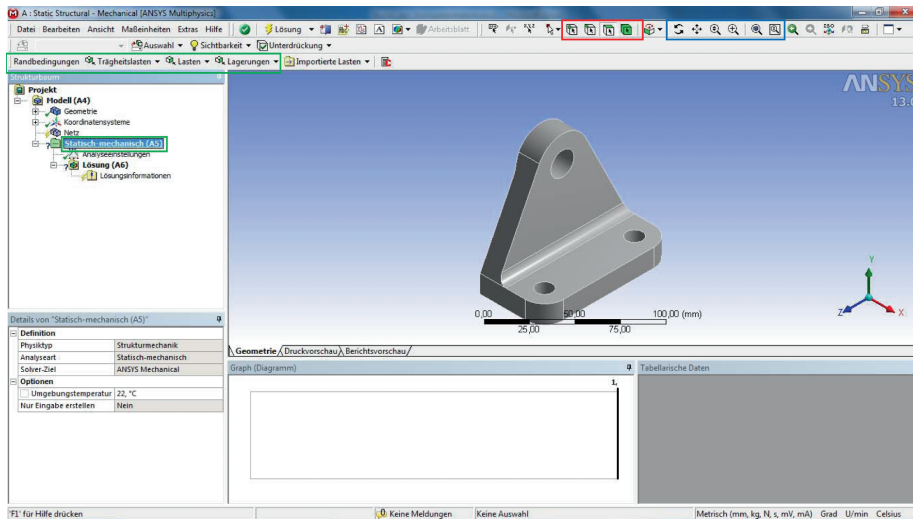 A : Static Structural - Mechanical [ANSYS Multiphysics]
Datei Bearbeiten Ansicht Maßeinheiten Extras Hilfe Lösung Arbeitsblatt
Auswahl Sichtbarkeit Unterdrückung
Randbedingungen Trägheitslasten Lasten Lagerungen Importierte Lasten
Strukturbaum
Projekt
Modell (A4)
Geometrie
Koordinatensysteme
Netz
Statisch-mechanisch (A5)
Analyseeinstellungen
Lösung (A6)
Lösungsinformationen
ANSYS
13.0
Y
Z
X
0,00 50,00 100,00 (mm)
25,00 75,00
Details von "Statisch-mechanisch (A5)"
Definition
Physiktyp Strukturmechanik
Analyseart Statisch-mechanisch
Solver-Ziel ANSYS Mechanical
Optionen
Umgebungstemperatur 22, °C
Nur Eingabe erstellen Nein
Geometrie Druckvorschau Berichtsvorschau
Graph (Diagramm)
1,
Tabellarische Daten
'F1' für Hilfe drücken 0 Keine Meldungen Keine Auswahl Metrisch (mm, kg, N, s, mV, mA) Grad U/min Celsius